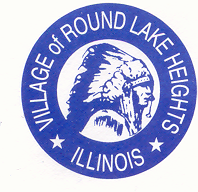 VILLAGE of ROUND LAKE HEIGHTS
ILLINOIS